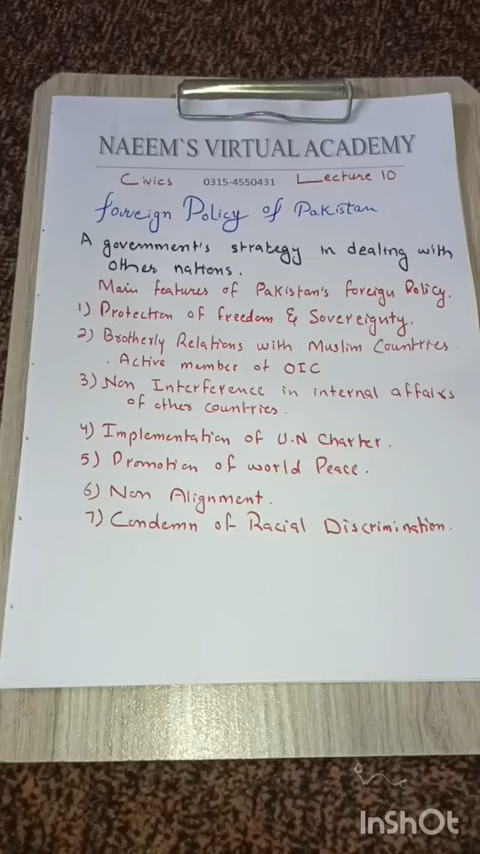 NAEEM`S VIRTUAL ACADEMY
Civics 0315-4550431 Lecture 10
Foreign Policy of Pakistan
A government's strategy in dealing with
other nations.
Main features of Pakistan's Foreign Policy.
1) Protection of Freedom & Sovereignty.
2) Brotherly Relations with Muslim Countries.
. Active member of OIC
3) Non Interference in internal affairs
of other countries.
4) Implementation of U.N Charter.
5) Promotion of world Peace.
6) Non Alignment.
7) Condemn of Racial Discrimination.
InShOt